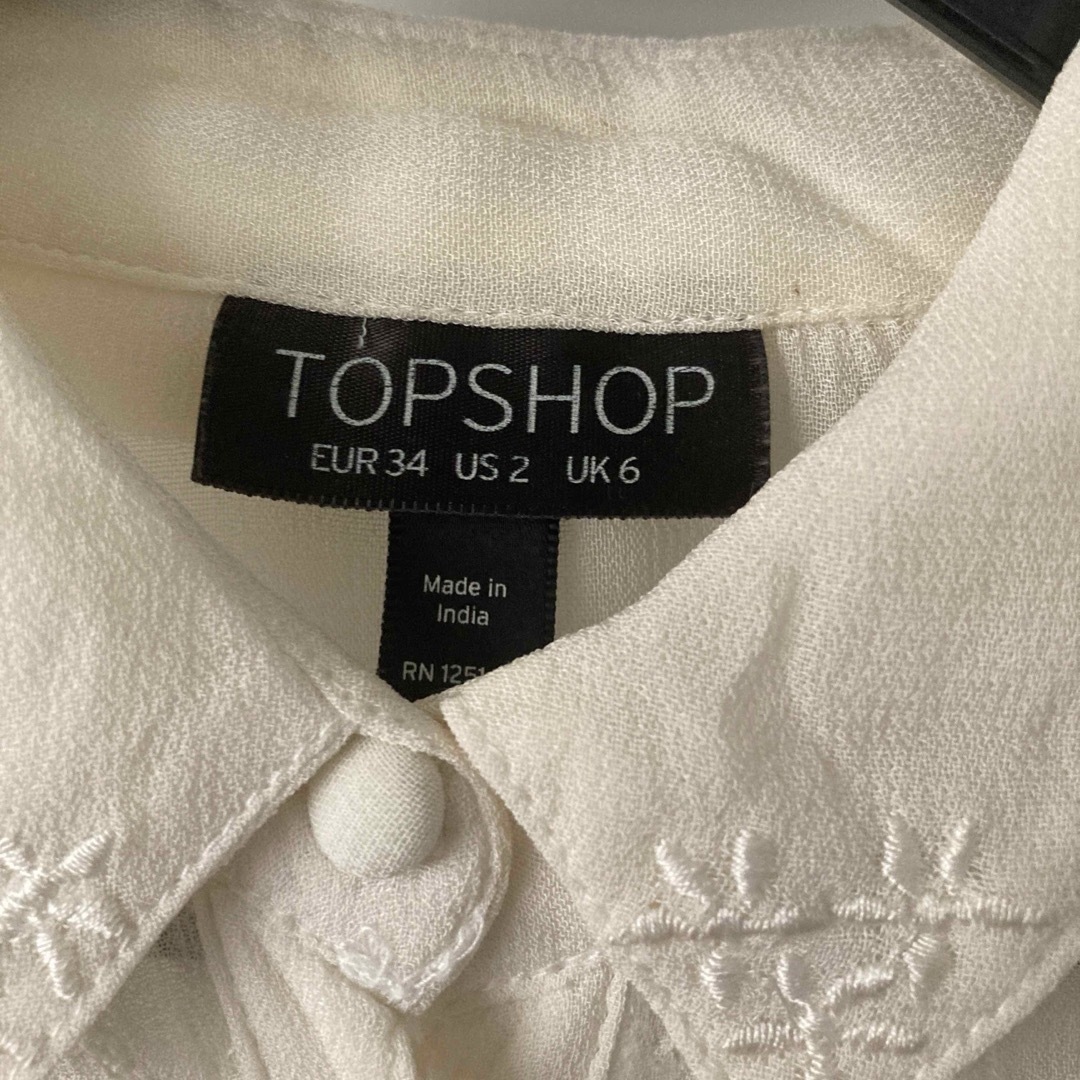 TOPSHOP
EUR 34 US 2 UK 6
Made in
India
RN 1251